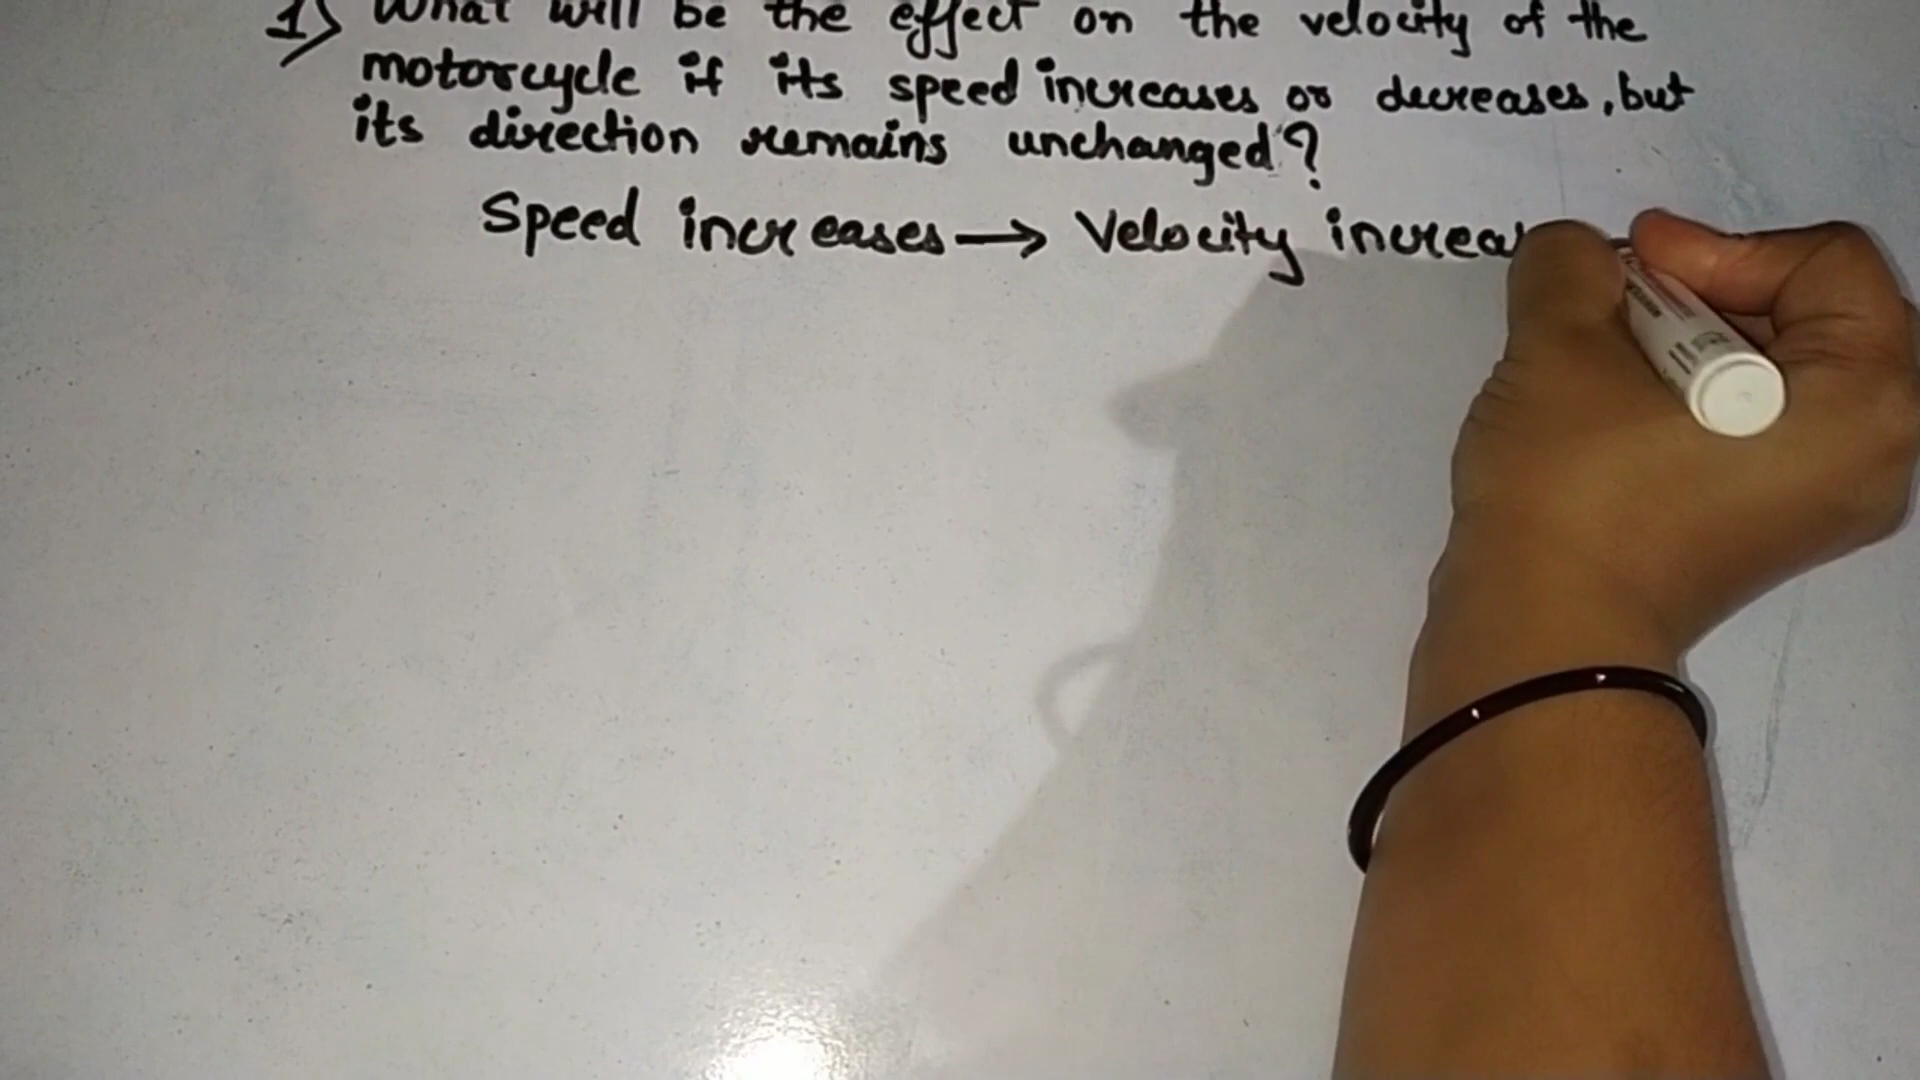 1) What will be the effect on the velocity of the
motorcycle if its speed increases or decreases, but
its direction remains unchanged?
Speed increases → Velocity increa